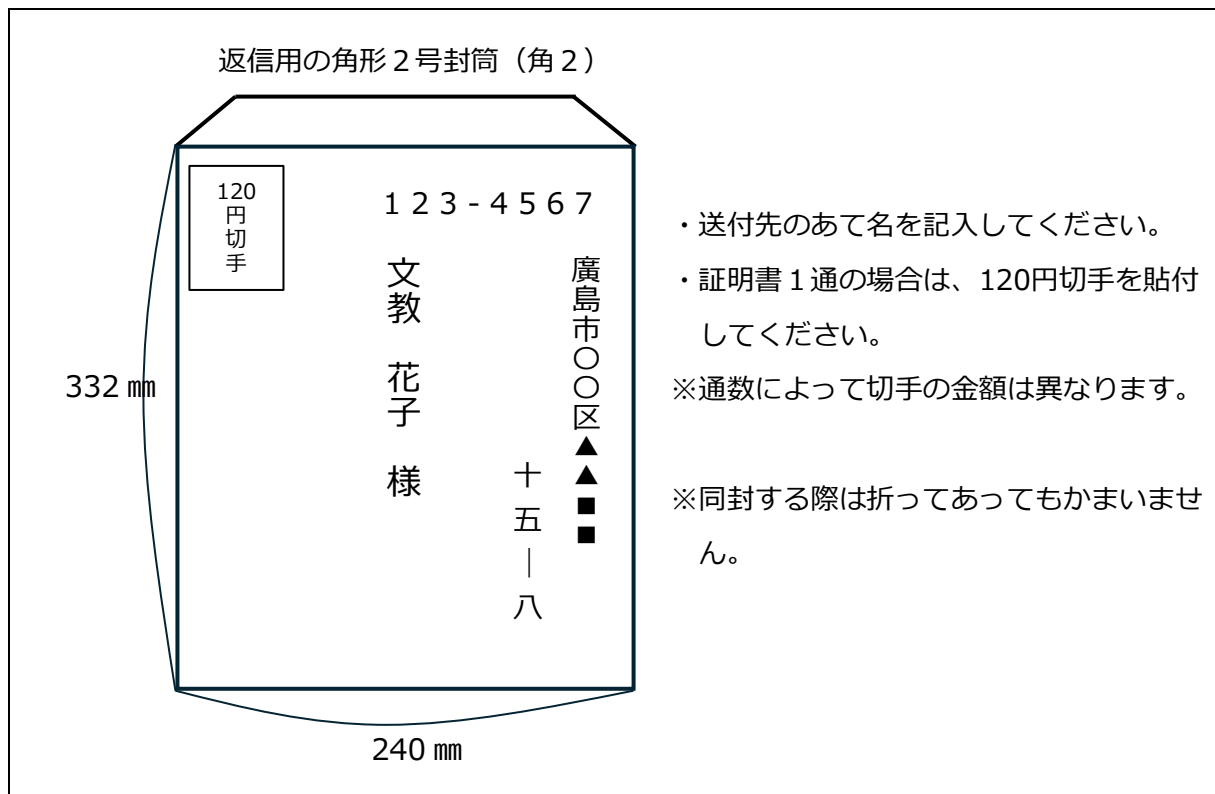 返信用の角形２号封筒（角２）
120
円
切
手
１２３-４５６７
廣島市〇〇区▲▲■■
十五―八
文教　花子　様
332 ㎜
240 ㎜
・送付先のあて名を記入してください。
・証明書１通の場合は、120円切手を貼付
してください。
※通数によって切手の金額は異なります。
※同封する際は折ってあってもかまいませ
ん。